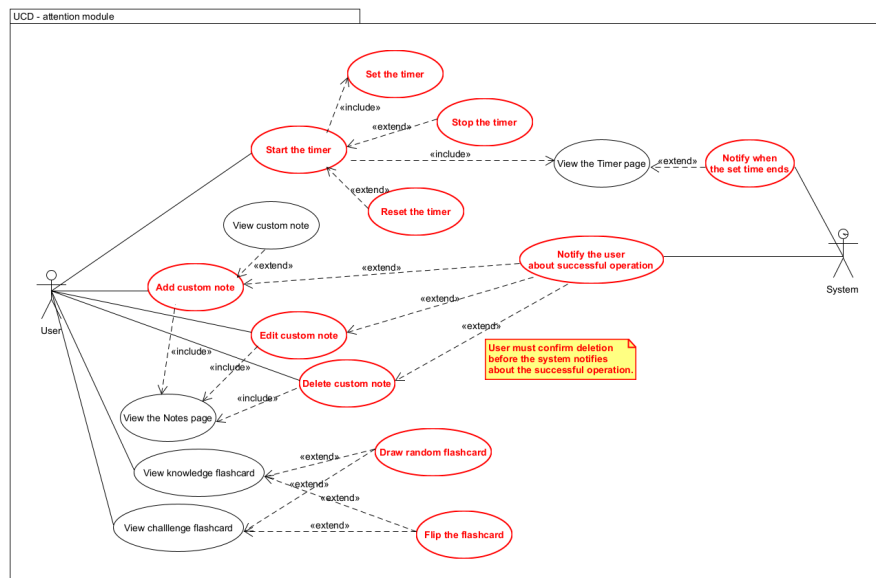 UCD - attention module
Set the timer
«include»
«extend»
Stop the timer
Start the timer
«include»
View the Timer page
«extend»
Notify when
the set time ends
«extend»
Reset the timer
View custom note
«extend»
Notify the user
about successful operation
«extend»
Add custom note
User
System
«extend»
Edit custom note
«extend»
«include»
User must confirm deletion
before the system notifies
about the successful operation.
Delete custom note
«include»
View the Notes page
Draw random flashcard
«extend»
View knowledge flashcard
«extend»
«extend»
View challlenge flashcard
«extend»
Flip the flashcard